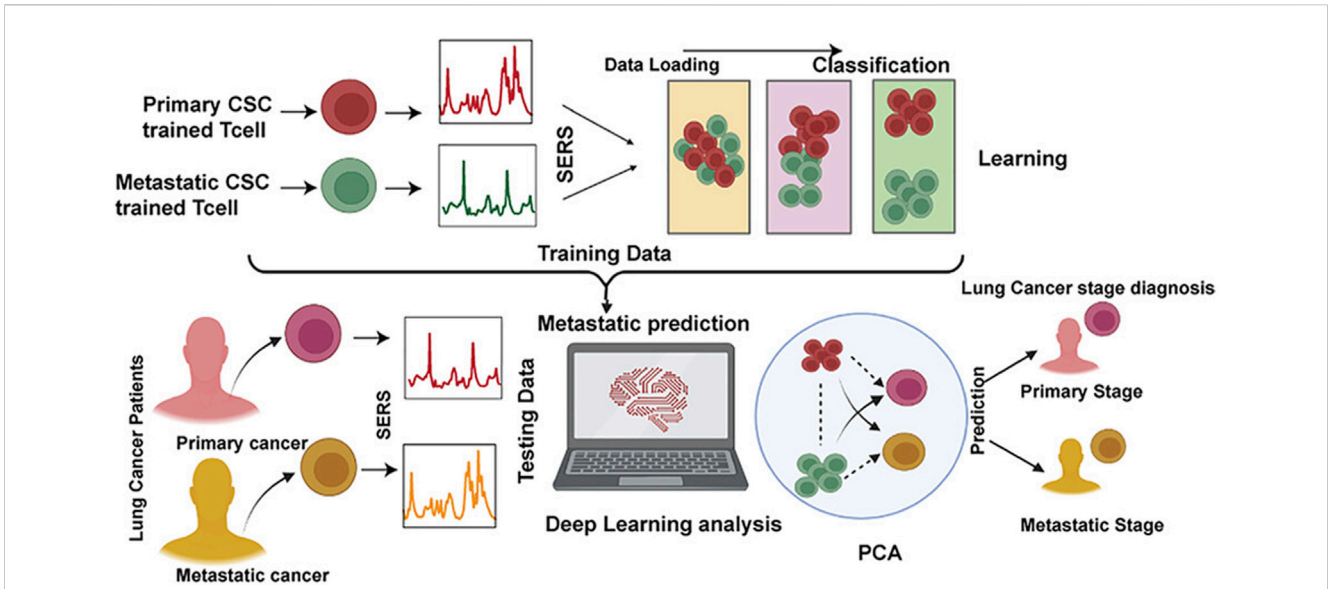 Data Loading
Classification
Primary CSC
trained Tcell
SERS
Learning
Metastatic CSC
trained Tcell
Training Data
Lung Cancer stage diagnosis
Metastatic prediction
Lung Cancer Patients
SERS
Testing Data
Prediction
Primary Stage
Primary cancer
Deep Learning analysis
Metastatic Stage
PCA
Metastatic cancer